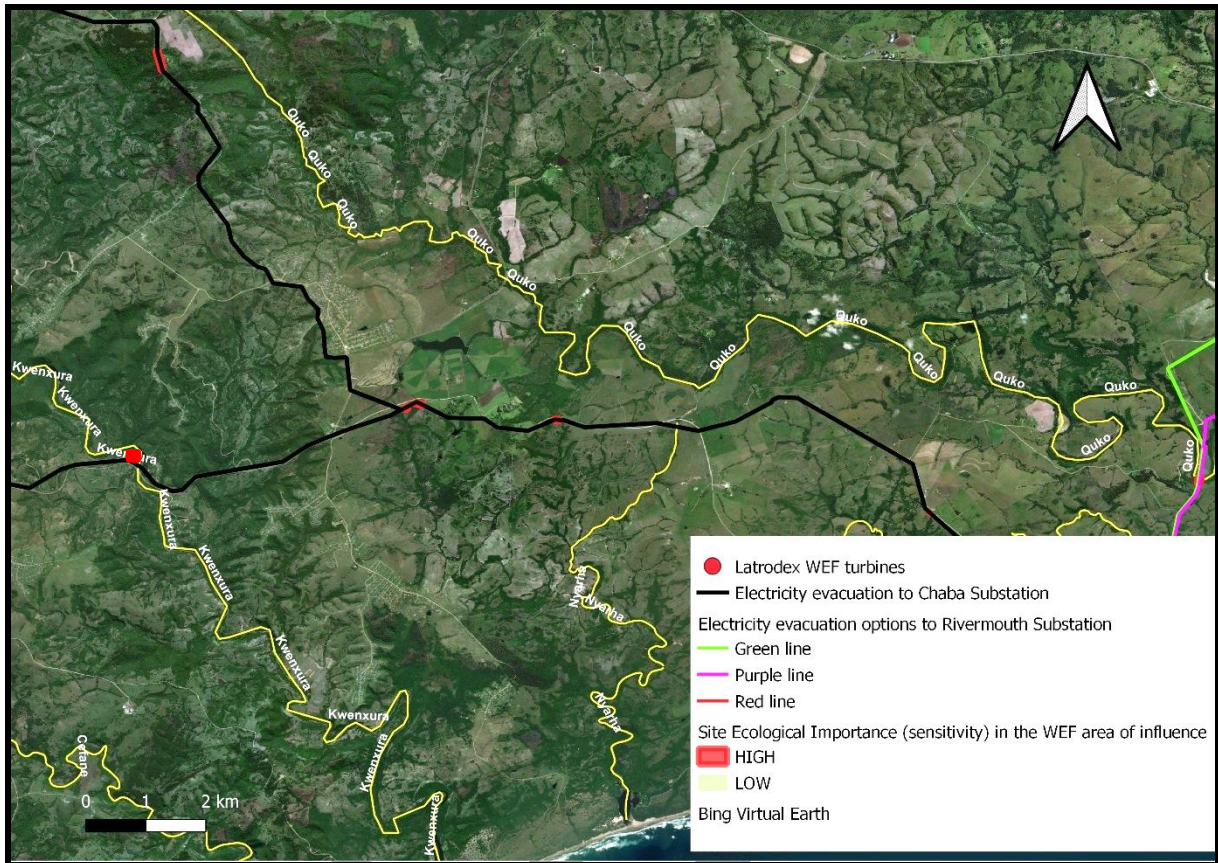 Quko
Quko
Quko
Quko
Quko
Quko
Quko
Quko
Quko
Quko
Quko
Quko
Quko
Kwenxura
Kwenxura
Kwenxura
Kwenxura
Kwenxura
Kwenxura
Kwenxura
Kwenxura
Kwenxura
Nyarha
Nyarha
Nyarha
Cefane
0 1 2 km
Latrodex WEF turbines
Electricity evacuation to Chaba Substation
Electricity evacuation options to Rivermouth Substation
Green line
Purple line
Red line
Site Ecological Importance (sensitivity) in the WEF area of influence
HIGH
LOW
Bing Virtual Earth